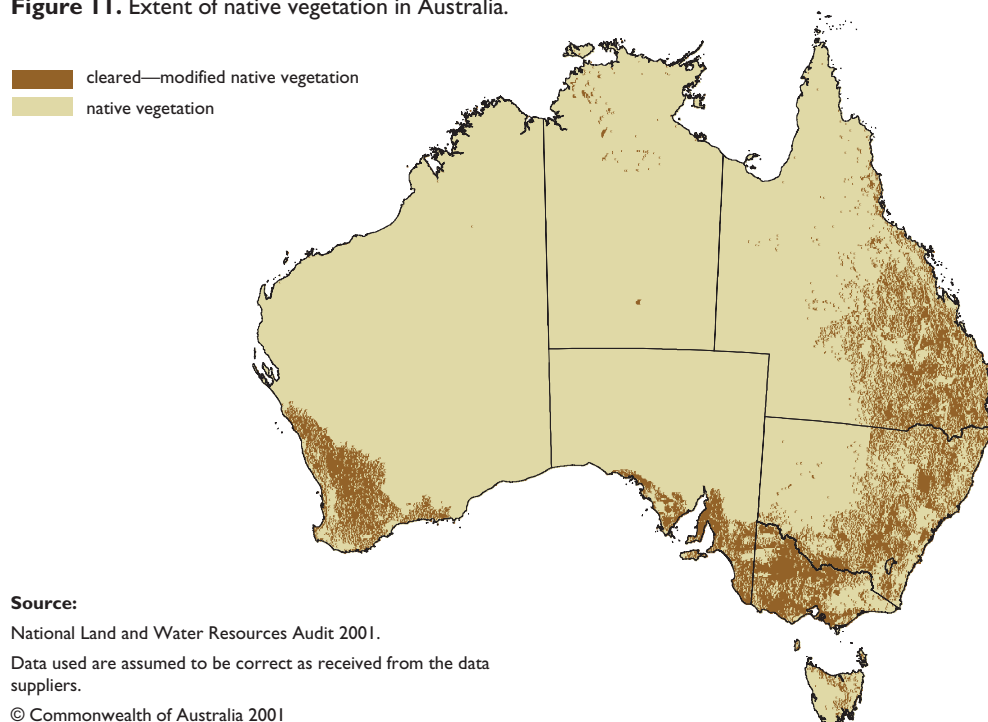 Figure 11. Extent of native vegetation in Australia.
cleared—modified native vegetation
native vegetation
Source:
National Land and Water Resources Audit 2001.
Data used are assumed to be correct as received from the data
suppliers.
© Commonwealth of Australia 2001